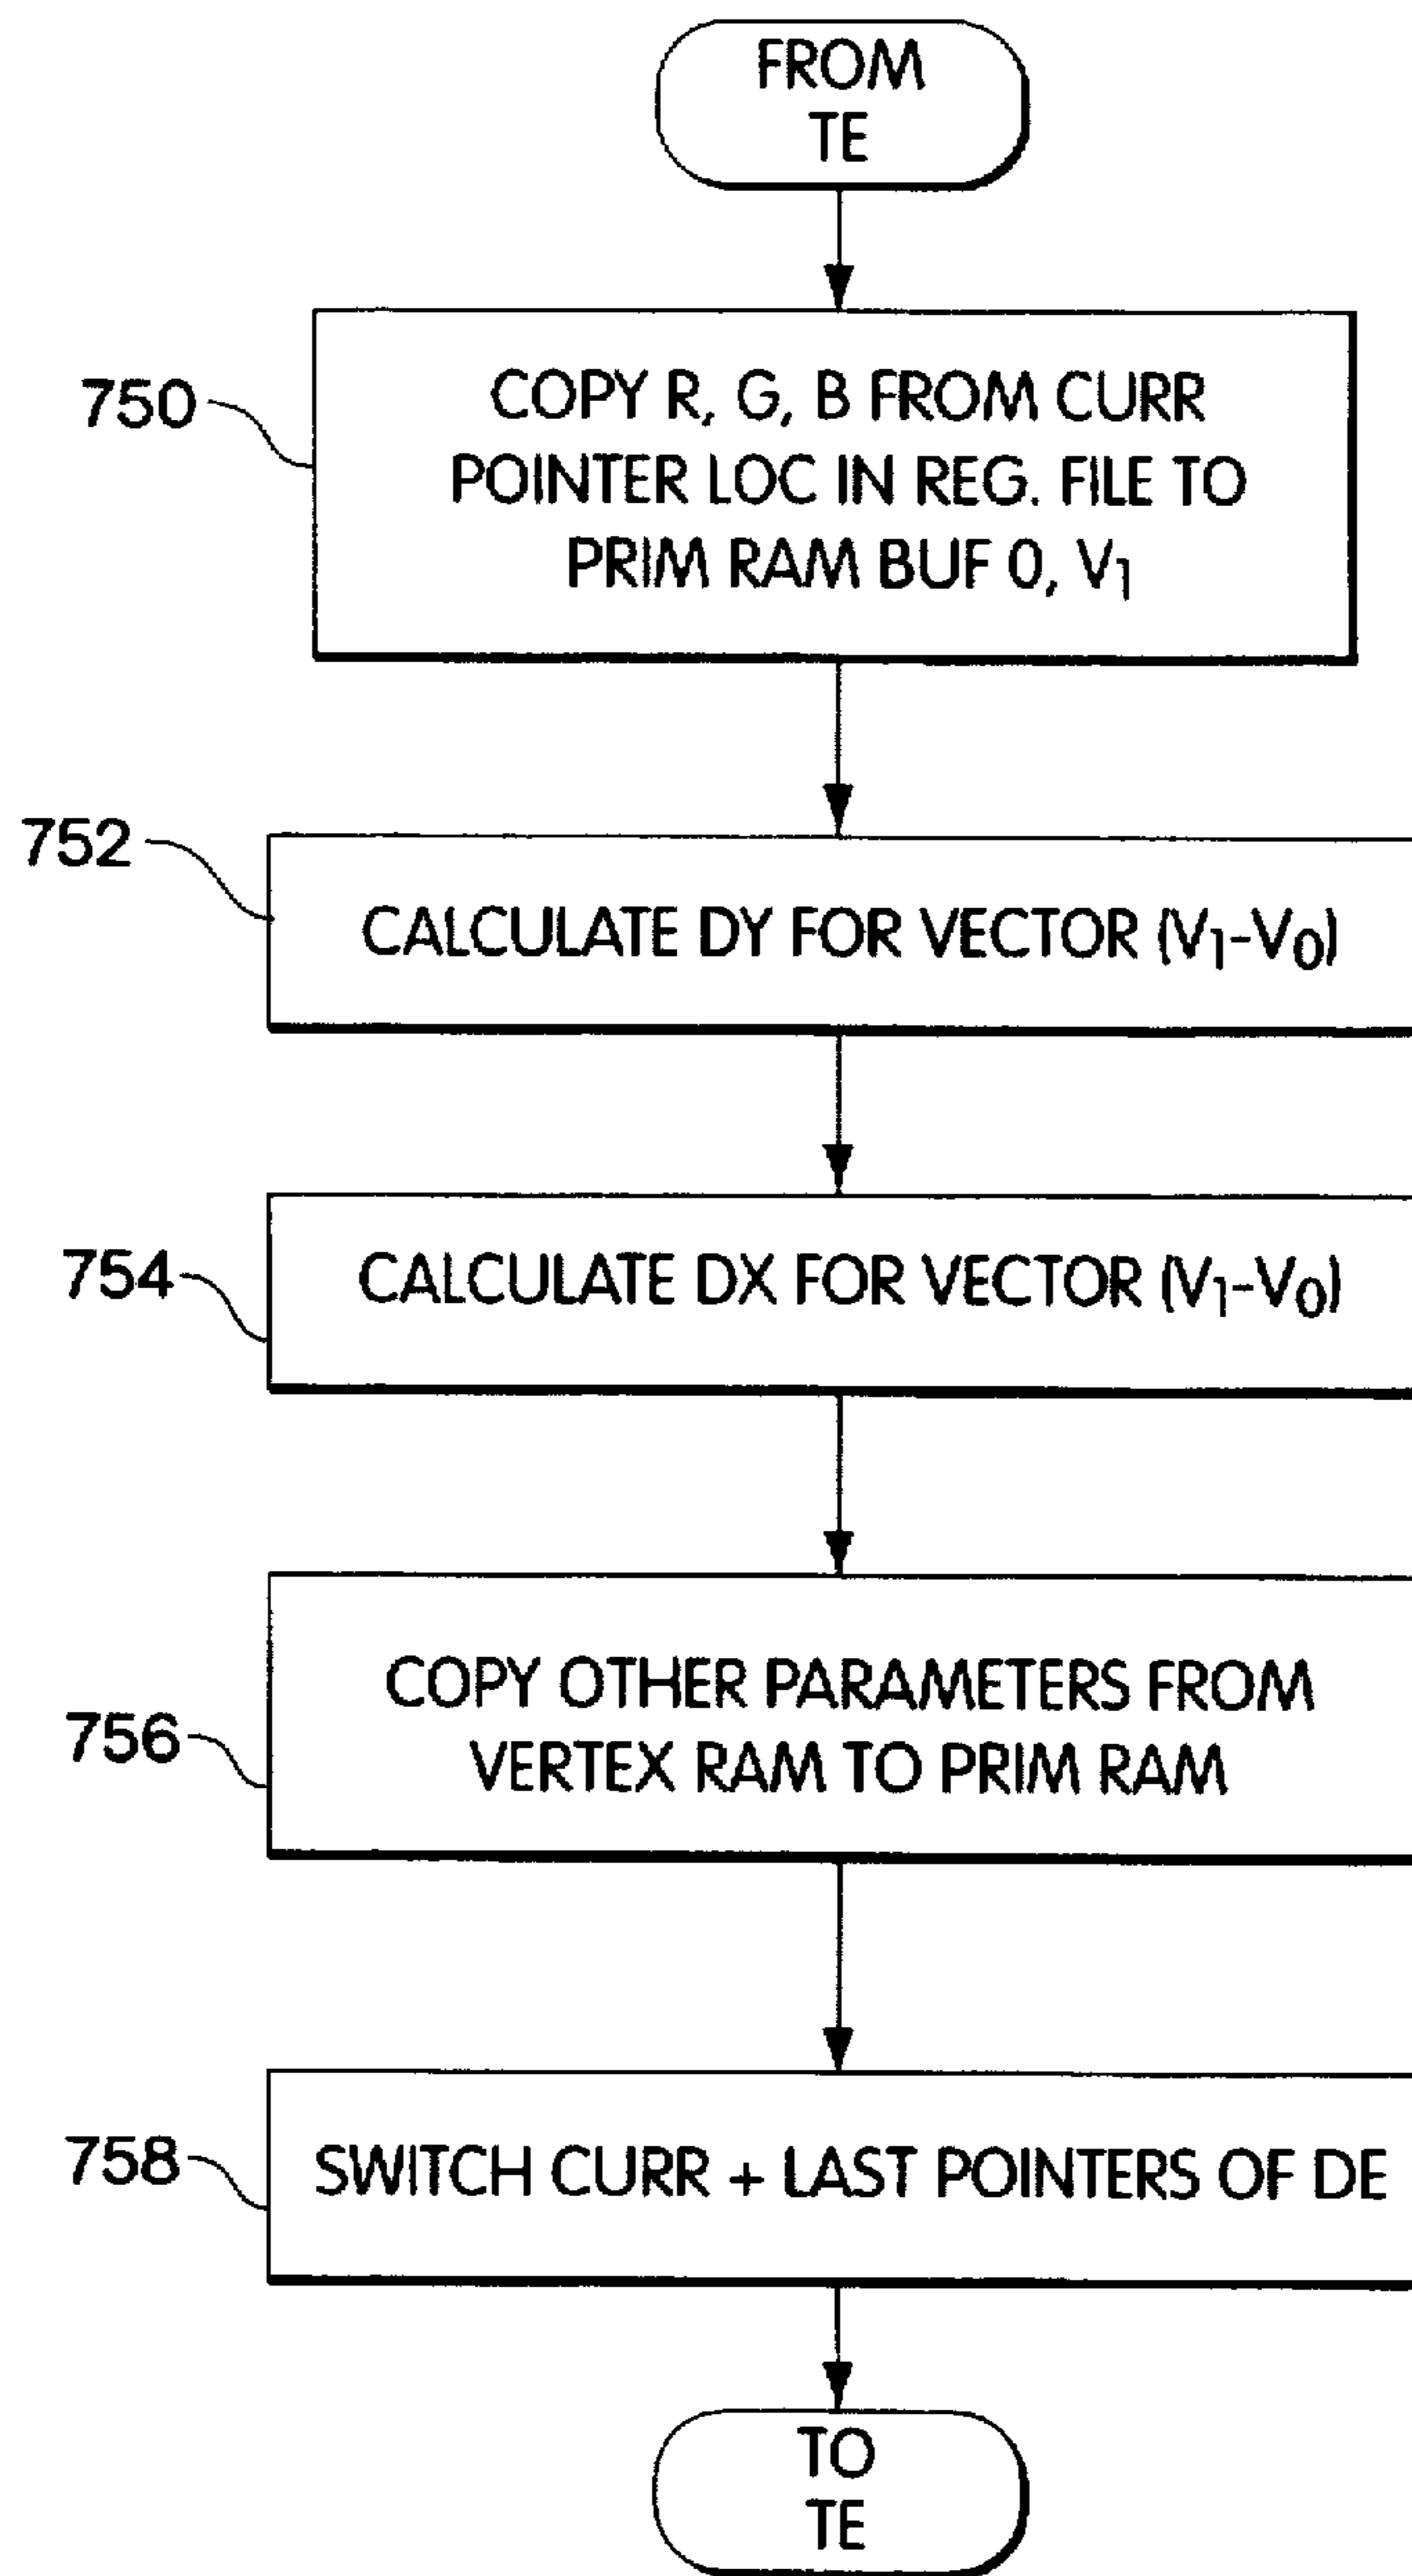 FROM
TE
750
COPY R, G, B FROM CURR
POINTER LOC IN REG. FILE TO
PRIM RAM BUF 0, V₁
752
CALCULATE DY FOR VECTOR (V₁-V₀)
754
CALCULATE DX FOR VECTOR (V₁-V₀)
756
COPY OTHER PARAMETERS FROM
VERTEX RAM TO PRIM RAM
758
SWITCH CURR + LAST POINTERS OF DE
TO
TE